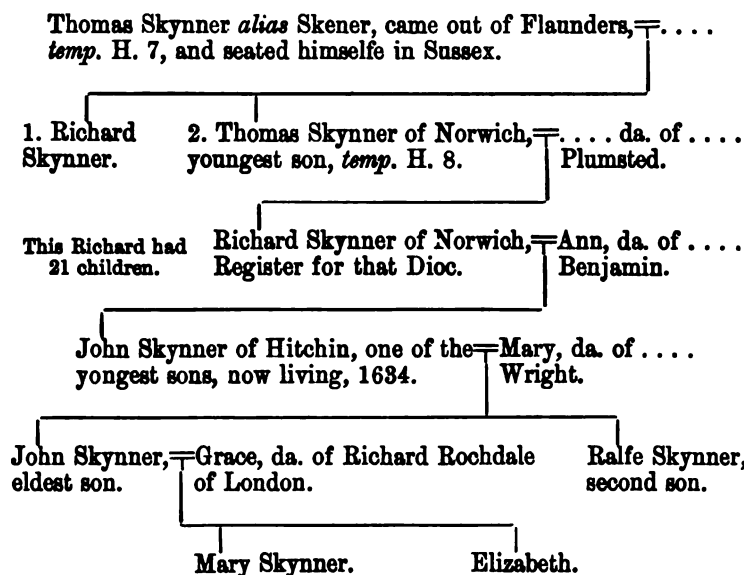 Thomas Skynner alias Skener, came out of Flaunders,=. . . .
temp. H. 7, and seated himselfe in Sussex.
1. Richard
Skynner.
2. Thomas Skynner of Norwich,=. . . . da. of . . . .
youngest son, temp. H. 8.
Plumsted.
This Richard had
21 children.
Richard Skynner of Norwich,=Ann, da. of . . . .
Register for that Dioc.
Benjamin.
John Skynner of Hitchin, one of the=Mary, da. of . . . .
yongest sons, now living, 1634.
Wright.
John Skynner,=Grace, da. of Richard Rochdale
eldest son.
of London.
Ralfe Skynner,
second son.
Mary Skynner.
Elizabeth.